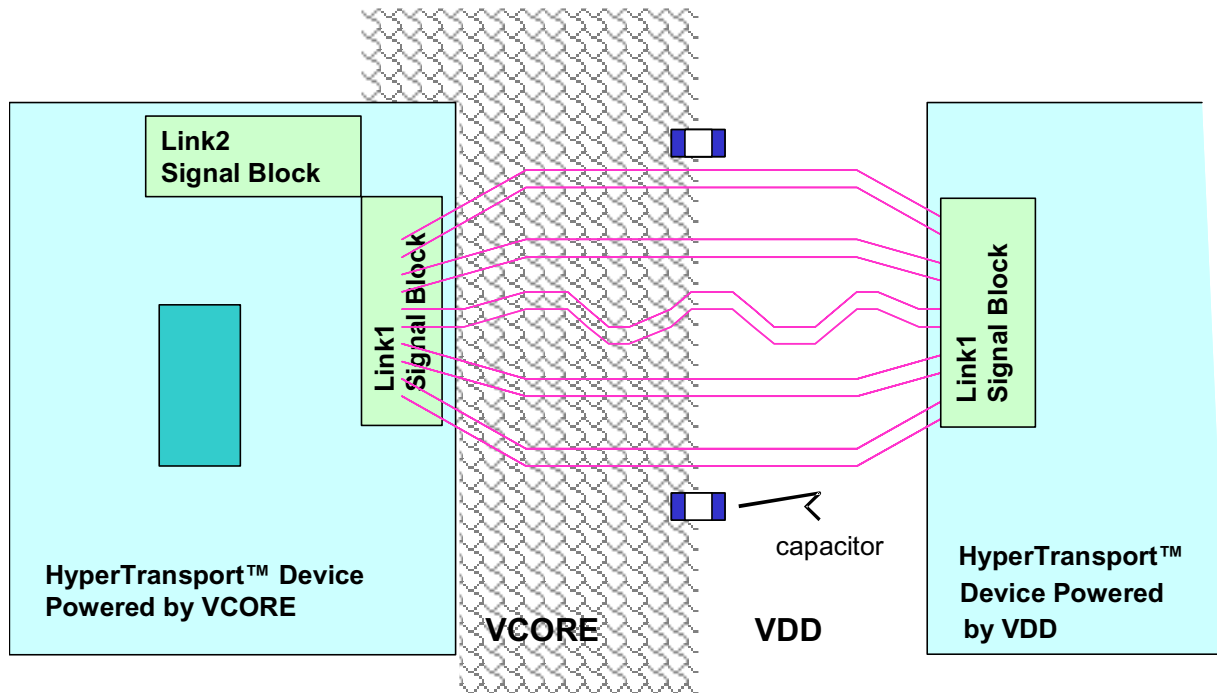 Link2
Signal Block
Link1
Signal Block
Link1
Signal Block
capacitor
HyperTransport™ Device
Powered by VCORE
HyperTransport™
Device Powered
by VDD
VCORE
VDD